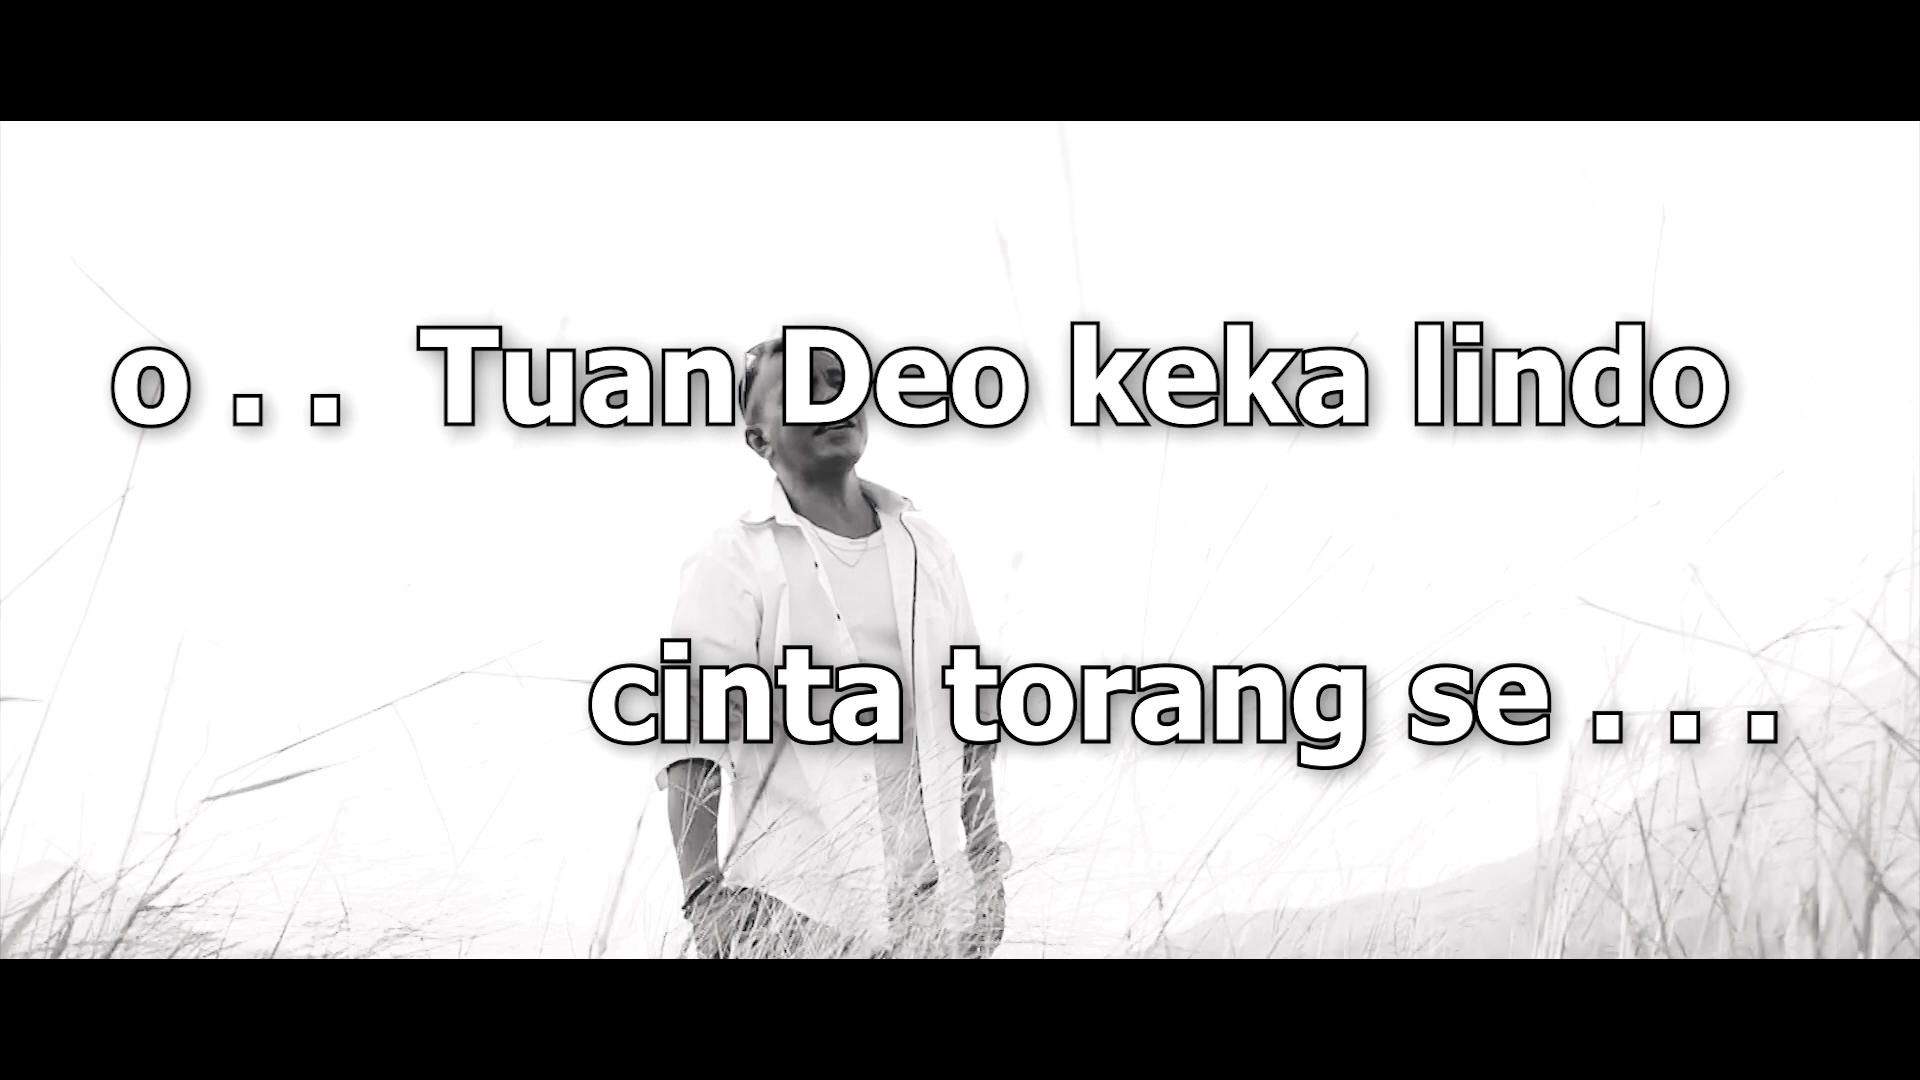 o . . Tuan Deo keka lindo
cinta torang se . . .